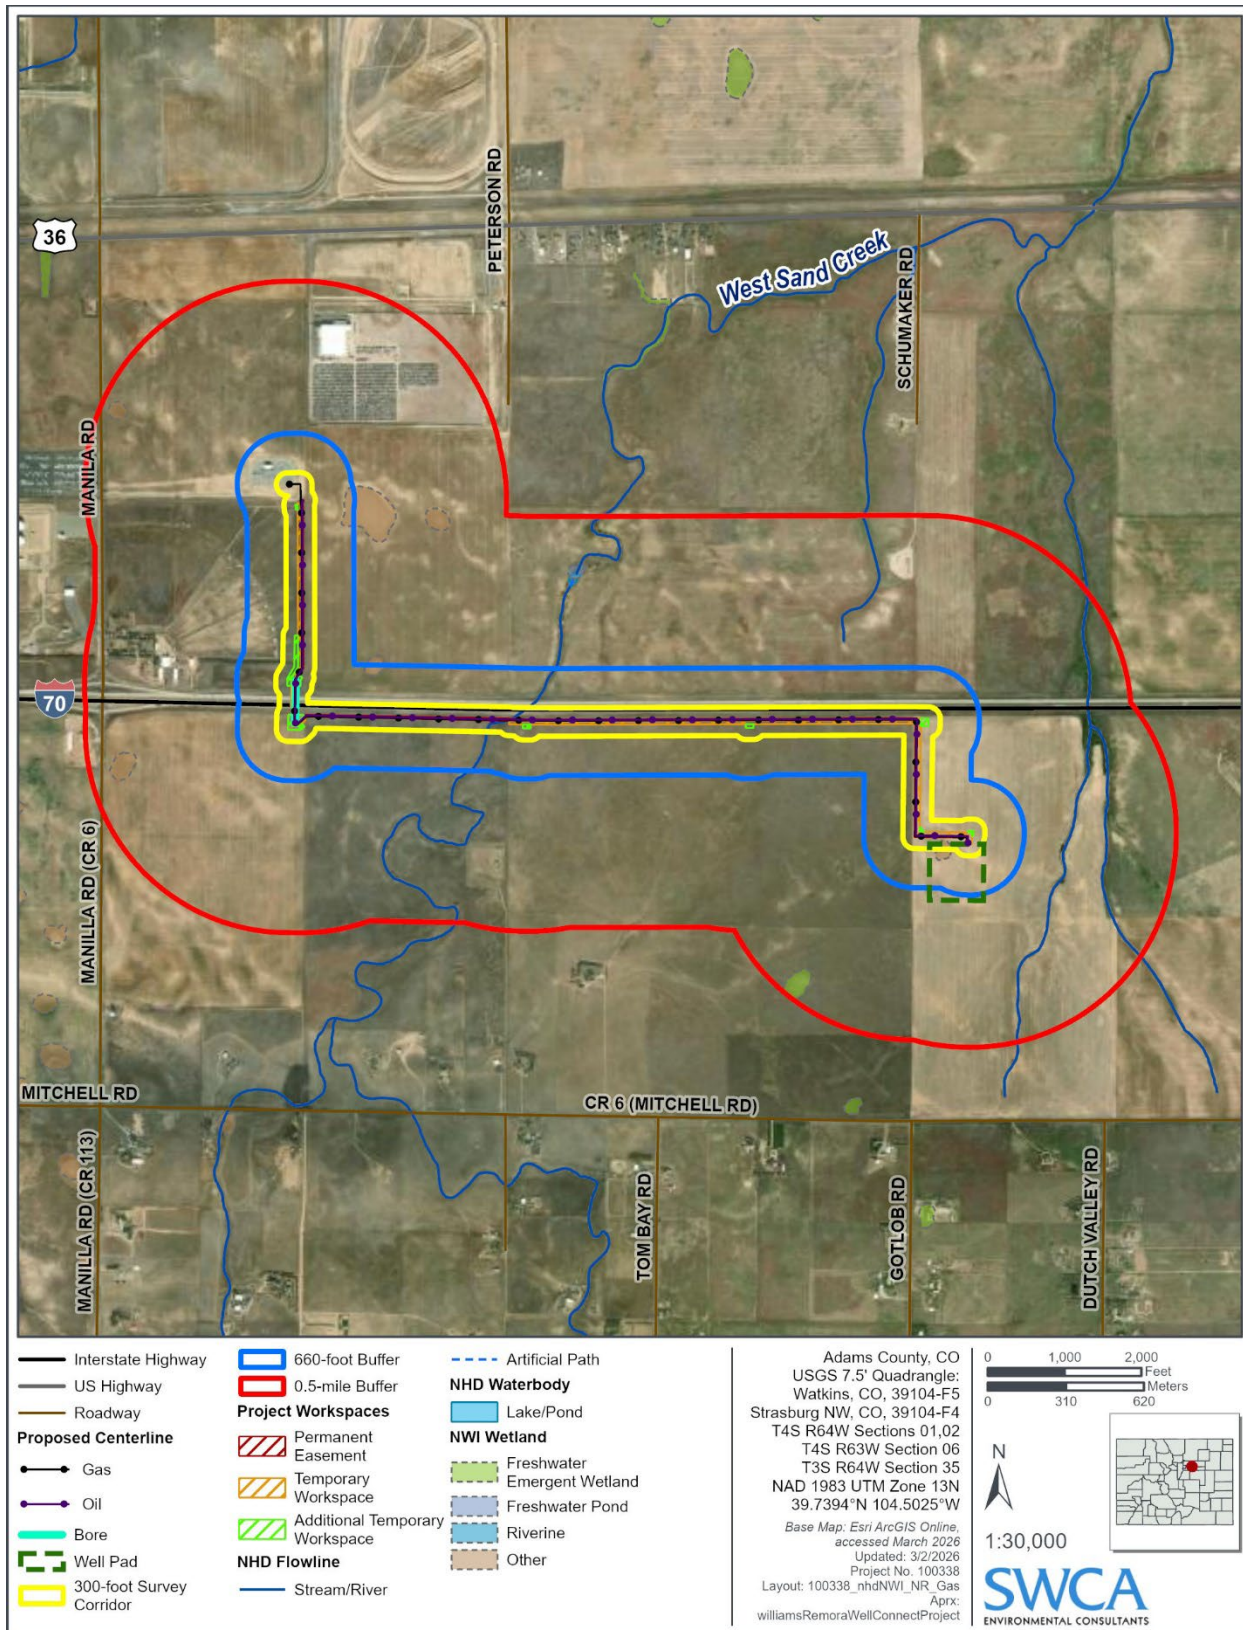 36
PETERSON RD
West Sand Creek
SCHUMAKER RD
MANILA RD
70
MANILLA RD (CR 6)
MITCHELL RD
CR 6 (MITCHELL RD)
MANILLA RD (CR 113)
TOM BAY RD
GOTLOB RD
DUTCH VALLEY RD
Interstate Highway
US Highway
Roadway
Proposed Centerline
Gas
Oil
Bore
Well Pad
300-foot Survey
Corridor
660-foot Buffer
0.5-mile Buffer
Project Workspaces
Permanent
Easement
Temporary
Workspace
Additional Temporary
Workspace
NHD Flowline
Stream/River
Artificial Path
NHD Waterbody
Lake/Pond
NWI Wetland
Freshwater
Emergent Wetland
Freshwater Pond
Riverine
Other
Adams County, CO
USGS 7.5' Quadrangle:
Watkins, CO, 39104-F5
Strasburg NW, CO, 39104-F4
T4S R64W Sections 01,02
T4S R63W Section 06
T3S R64W Section 35
NAD 1983 UTM Zone 13N
39.7394°N 104.5025°W
Base Map: Esri ArcGIS Online,
accessed March 2026
Updated: 3/2/2026
Project No. 100338
Layout: 100338_nhdNWI_NR_Gas
Aprx:
williamsRemoraWellConnectProject
0 1,000 2,000
Feet
Meters
0 310 620
N
1:30,000
SWCA
ENVIRONMENTAL CONSULTANTS